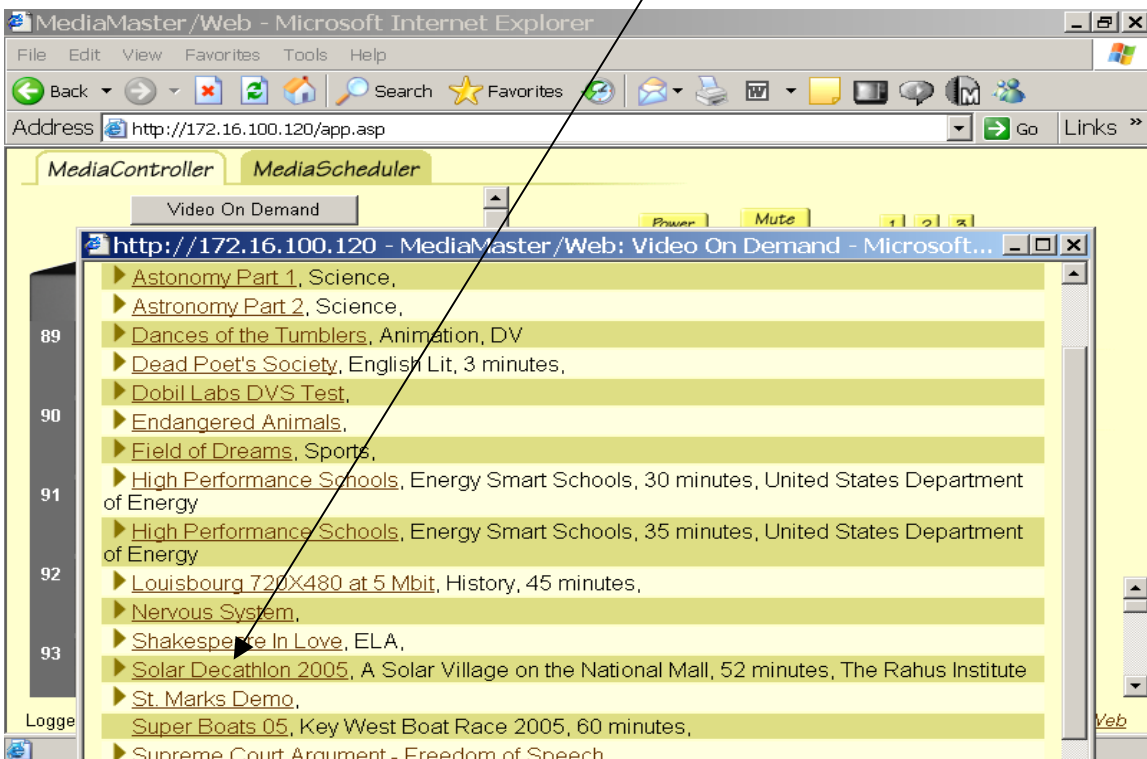 MediaMaster/Web - Microsoft Internet Explorer
File Edit View Favorites Tools Help
Back Search Favorites
Address http://172.16.100.120/app.asp Go Links »
MediaController MediaScheduler
Video On Demand
Power Mute 1 2 3
http://172.16.100.120 - MediaMaster/Web: Video On Demand - Microsoft...
Astonomy Part 1, Science,
Astronomy Part 2, Science,
89
Dances of the Tumblers, Animation, DV
Dead Poet's Society, English Lit, 3 minutes,
Dobil Labs DVS Test,
90
Endangered Animals,
Field of Dreams, Sports,
High Performance Schools, Energy Smart Schools, 30 minutes, United States Department
91
of Energy
High Performance Schools, Energy Smart Schools, 35 minutes, United States Department
of Energy
92
Louisbourg 720X480 at 5 Mbit, History, 45 minutes,
Nervous System,
Shakespeare In Love, ELA,
93
Solar Decathlon 2005, A Solar Village on the National Mall, 52 minutes, The Rahus Institute
St. Marks Demo,
Logge
Super Boats 05, Key West Boat Race 2005, 60 minutes,
Web
Supreme Court Argument - Freedom of Speech